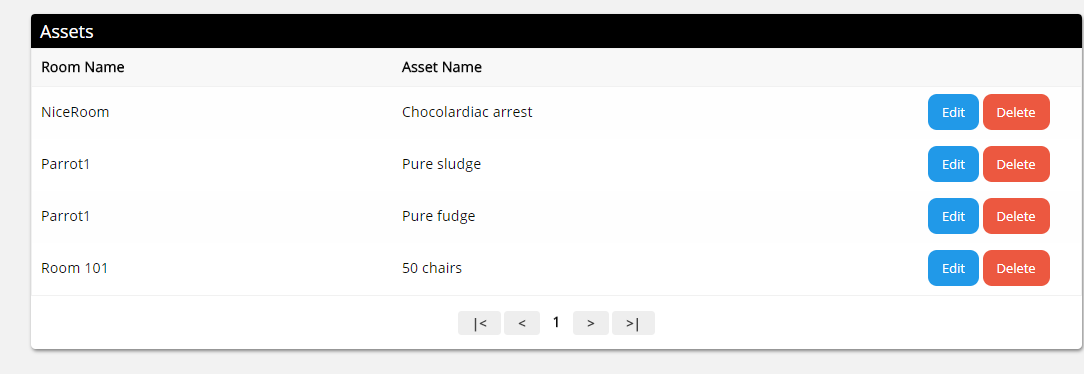 Assets
Room Name Asset Name
NiceRoom Chocolardiac arrest Edit Delete
Parrot1 Pure sludge Edit Delete
Parrot1 Pure fudge Edit Delete
Room 101 50 chairs Edit Delete
|< < 1 > >|